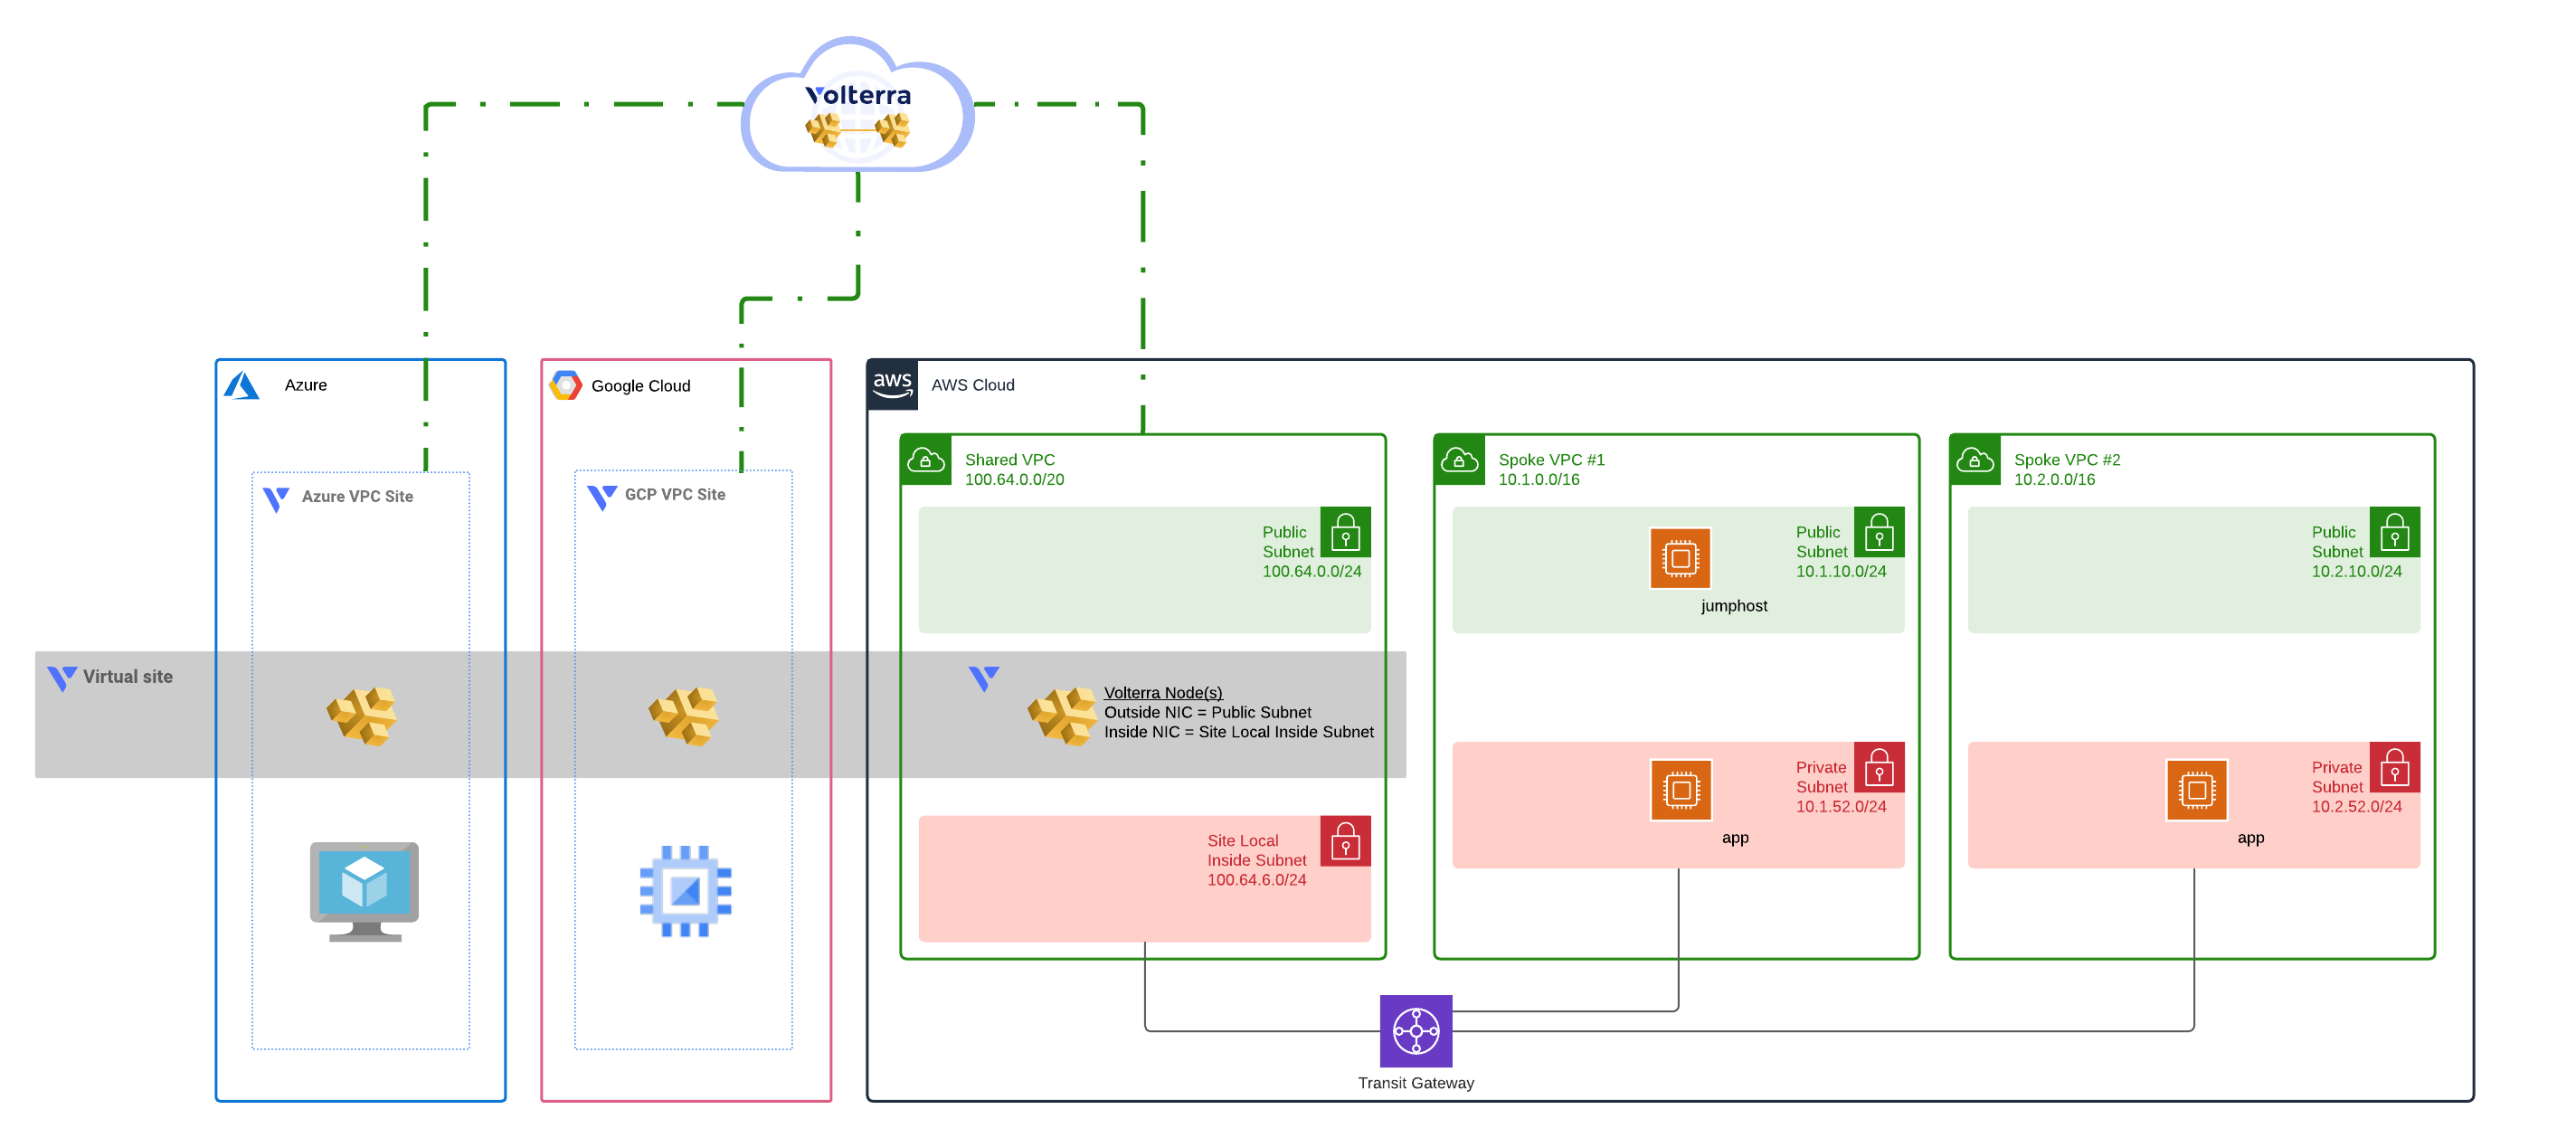 Volterra
Azure
Google Cloud
aws
AWS Cloud
Azure VPC Site
GCP VPC Site
Shared VPC
100.64.0.0/20
Spoke VPC #1
10.1.0.0/16
Spoke VPC #2
10.2.0.0/16
Public
Subnet
100.64.0.0/24
Public
Subnet
10.1.10.0/24
jumphost
Public
Subnet
10.2.10.0/24
Virtual site
Volterra Node(s)
Outside NIC = Public Subnet
Inside NIC = Site Local Inside Subnet
Site Local
Inside Subnet
100.64.6.0/24
Private
Subnet
10.1.52.0/24
app
Private
Subnet
10.2.52.0/24
app
Transit Gateway